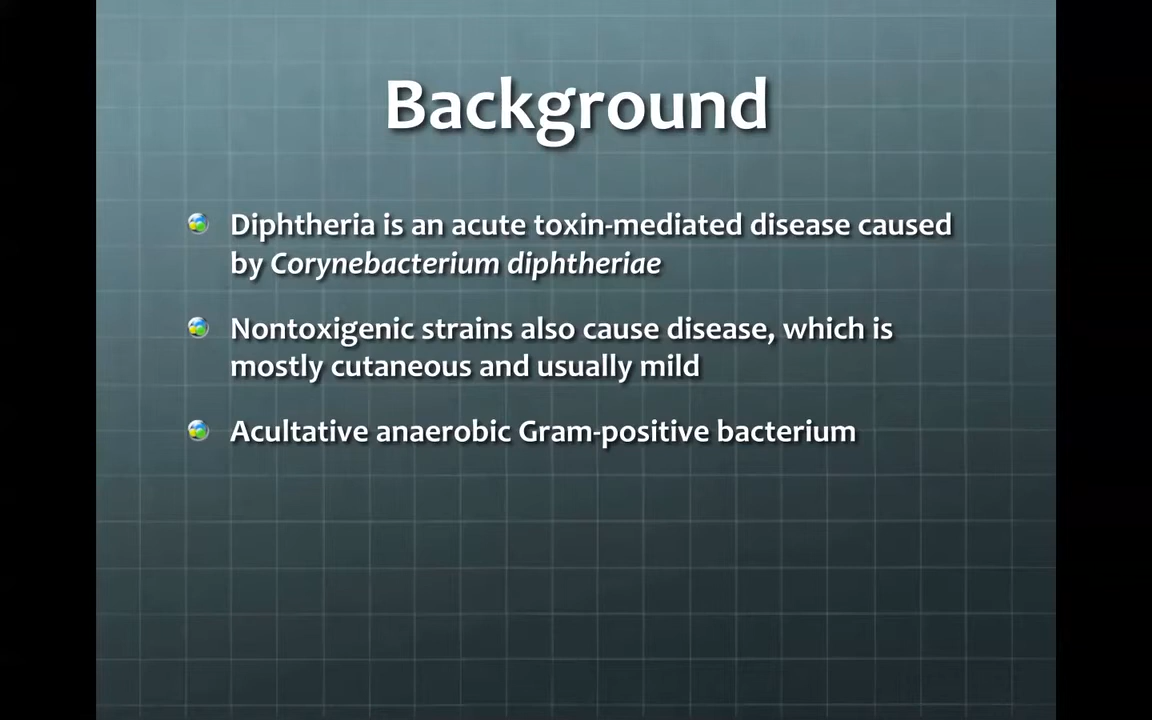 Background
Diphtheria is an acute toxin-mediated disease caused
by Corynebacterium diphtheriae
Nontoxigenic strains also cause disease, which is
mostly cutaneous and usually mild
Acultative anaerobic Gram-positive bacterium